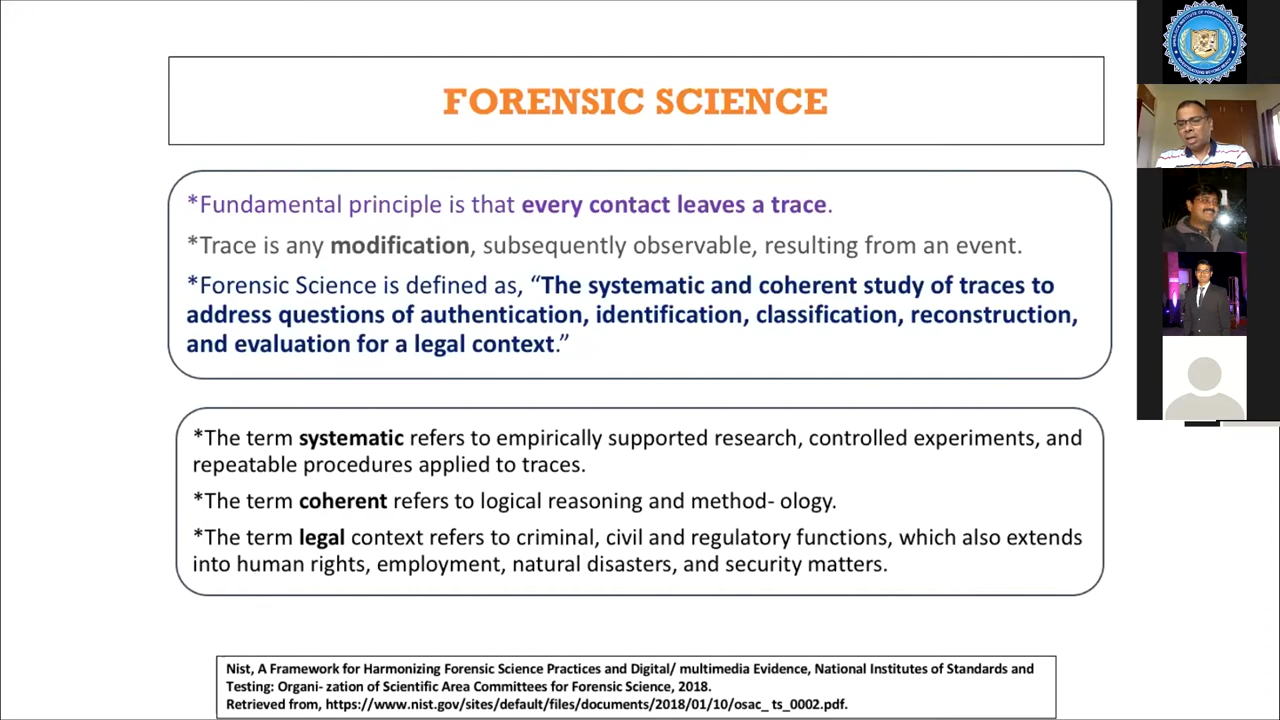 FORENSIC SCIENCE
*Fundamental principle is that every contact leaves a trace.
*Trace is any modification, subsequently observable, resulting from an event.
*Forensic Science is defined as, “The systematic and coherent study of traces to
address questions of authentication, identification, classification, reconstruction,
and evaluation for a legal context.”
*The term systematic refers to empirically supported research, controlled experiments, and
repeatable procedures applied to traces.
*The term coherent refers to logical reasoning and method- ology.
*The term legal context refers to criminal, civil and regulatory functions, which also extends
into human rights, employment, natural disasters, and security matters.
Nist, A Framework for Harmonizing Forensic Science Practices and Digital/ multimedia Evidence, National Institutes of Standards and
Testing: Organi- zation of Scientific Area Committees for Forensic Science, 2018.
Retrieved from, https://www.nist.gov/sites/default/files/documents/2018/01/10/osac_ ts_0002.pdf.